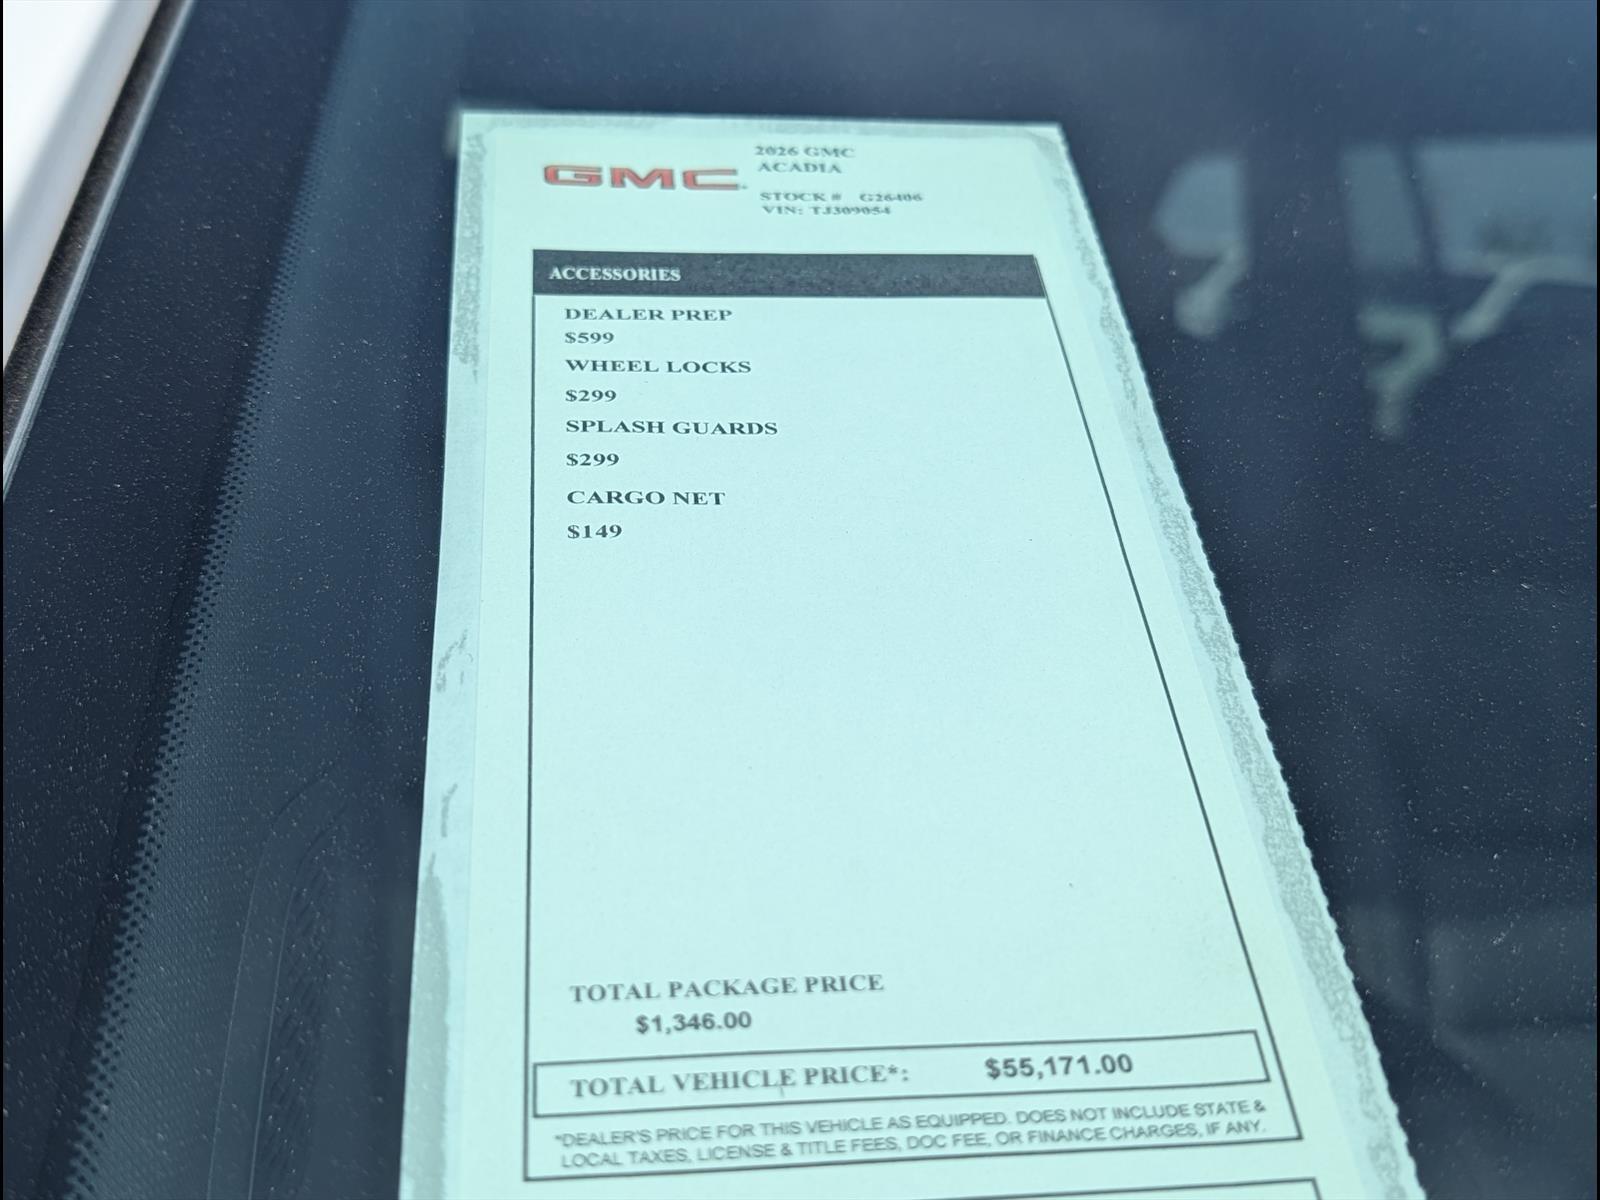 GMC
2026 GMC
ACADIA
STOCK # G26406
VIN: TJ309054
ACCESSORIES
DEALER PREP
$599
WHEEL LOCKS
$299
SPLASH GUARDS
$299
CARGO NET
$149
TOTAL PACKAGE PRICE
$1,346.00
TOTAL VEHICLE PRICE*: $55,171.00
*DEALER'S PRICE FOR THIS VEHICLE AS EQUIPPED. DOES NOT INCLUDE STATE &
LOCAL TAXES, LICENSE & TITLE FEES, DOC FEE, OR FINANCE CHARGES, IF ANY.